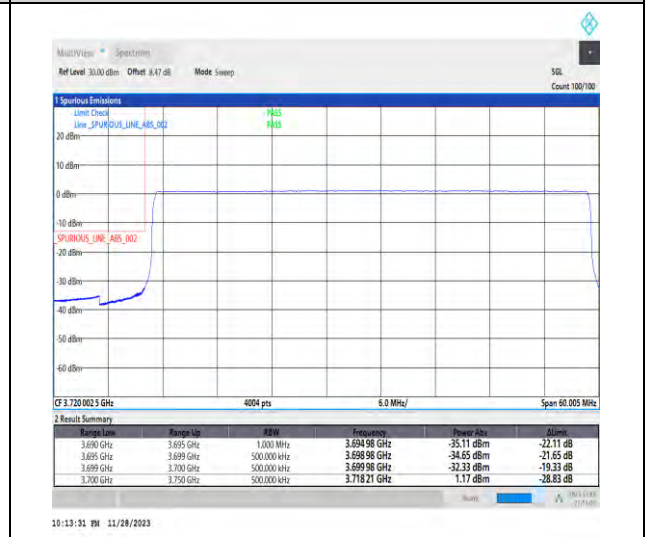 MultiView Spectrum
Ref Level 30.00 dBm Offset 8.47 dB Mode Sweep SGL
Count 100/100
1 Spurious Emissions
Limit Check PASS
Line _SPURIOUS_LINE_ABS_002 PASS
20 dBm
10 dBm
0 dBm
-10 dBm
_SPURIOUS_LINE_ABS_002
-20 dBm
-30 dBm
-40 dBm
-50 dBm
-60 dBm
CF 3.720 002 5 GHz 4004 pts 6.0 MHz/ Span 60.005 MHz
2 Result Summary
Range Low Range Up RBW Frequency Power Abs ΔLimit
3.690 GHz 3.695 GHz 1.000 MHz 3.694 98 GHz -35.11 dBm -22.11 dB
3.695 GHz 3.699 GHz 500.000 kHz 3.698 98 GHz -34.65 dBm -21.65 dB
3.699 GHz 3.700 GHz 500.000 kHz 3.699 98 GHz -32.33 dBm -19.33 dB
3.700 GHz 3.750 GHz 500.000 kHz 3.718 21 GHz 1.17 dBm -28.83 dB
Ready
10:13:31 PM 11/28/2023